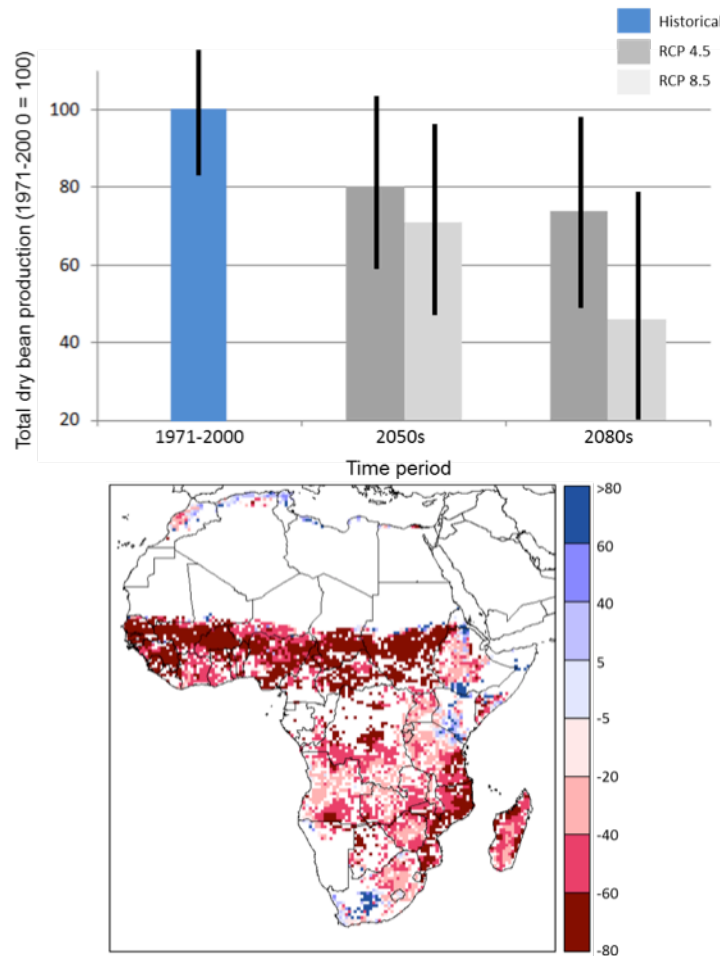 Historical
RCP 4.5
RCP 8.5
Total dry bean production (1971-200 0 = 100)
100
80
60
40
20
1971-2000 2050s 2080s
Time period
>80
60
40
5
-5
-20
-40
-60
-80